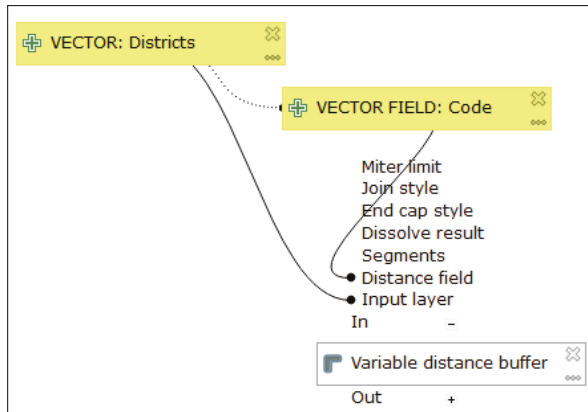 VECTOR: Districts
VECTOR FIELD: Code
Miter limit
Join style
End cap style
Dissolve result
Segments
Distance field
Input layer
In -
Variable distance buffer
Out +